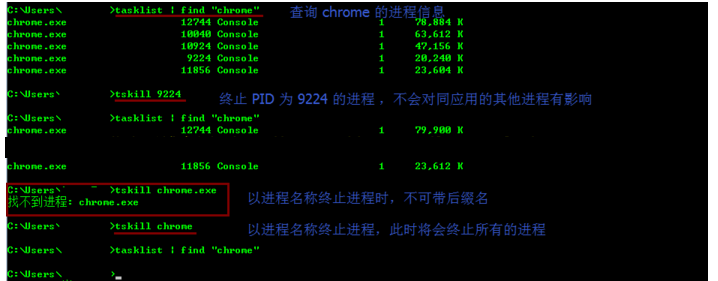 C:\Users\ >tasklist | find "chrome" 查询 chrome 的进程信息
chrome.exe 12744 Console 1 78,884 K
chrome.exe 10040 Console 1 63,612 K
chrome.exe 10924 Console 1 47,156 K
chrome.exe 9224 Console 1 20,240 K
chrome.exe 11856 Console 1 23,604 K
C:\Users\ >tskill 9224 终止 PID 为 9224 的进程，不会对同应用的其他进程有影响
C:\Users\ >tasklist | find "chrome"
chrome.exe 12744 Console 1 79,900 K
chrome.exe 11856 Console 1 23,612 K
C:\Users\ >tskill chrome.exe
找不到进程: chrome.exe 以进程名称终止进程时，不可带后缀名
C:\Users\ >tskill chrome 以进程名称终止进程，此时将会终止所有的进程
C:\Users\ >tasklist | find "chrome"
C:\Users\ >_